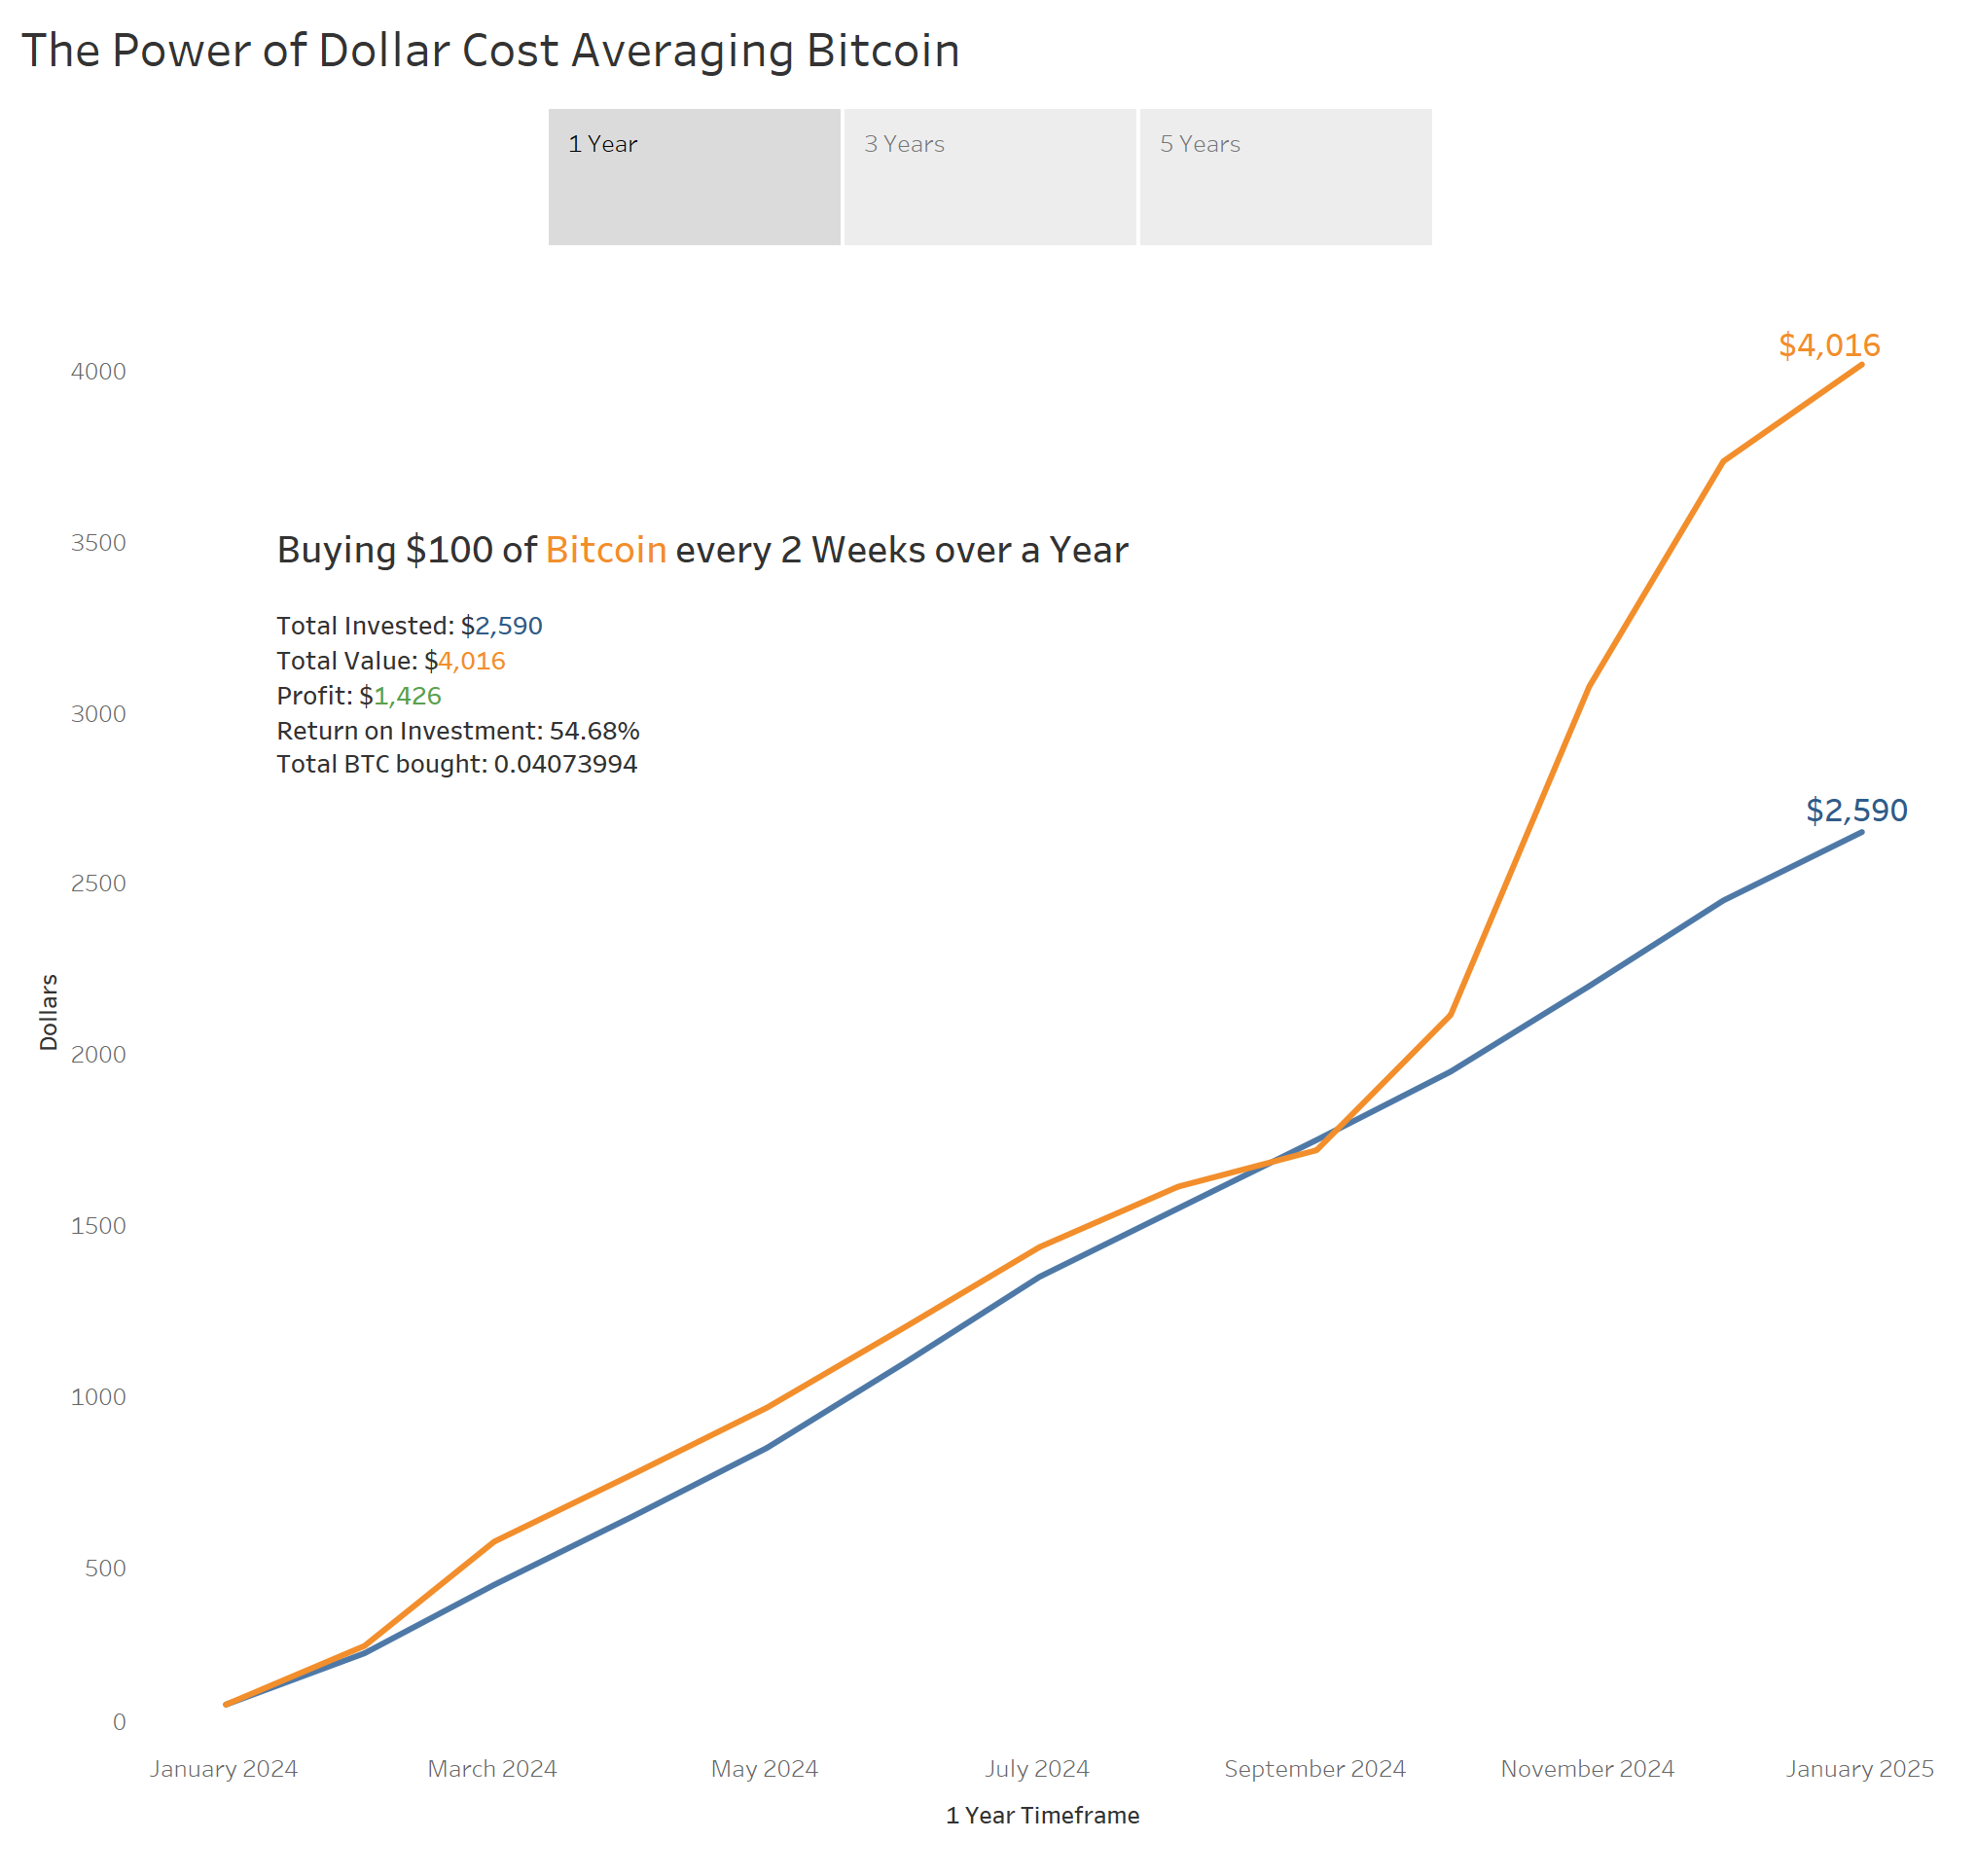 The Power of Dollar Cost Averaging Bitcoin
1 Year
3 Years
5 Years
$4,016
4000
3500
Buying $100 of Bitcoin every 2 Weeks over a Year
Total Invested: $2,590
Total Value: $4,016
Profit: $1,426
Return on Investment: 54.68%
Total BTC bought: 0.04073994
3000
$2,590
2500
Dollars
2000
1500
1000
500
0
January 2024
March 2024
May 2024
July 2024
September 2024
November 2024
January 2025
1 Year Timeframe